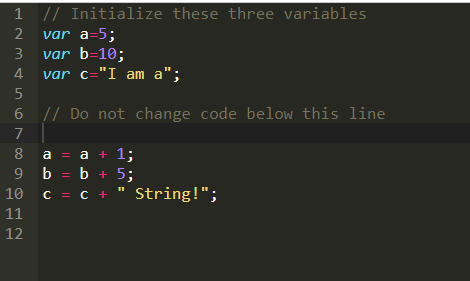 1 // Initialize these three variables
2 var a=5;
3 var b=10;
4 var c="I am a";
5
6 // Do not change code below this line
7
8 a = a + 1;
9 b = b + 5;
10 c = c + " String!";
11
12